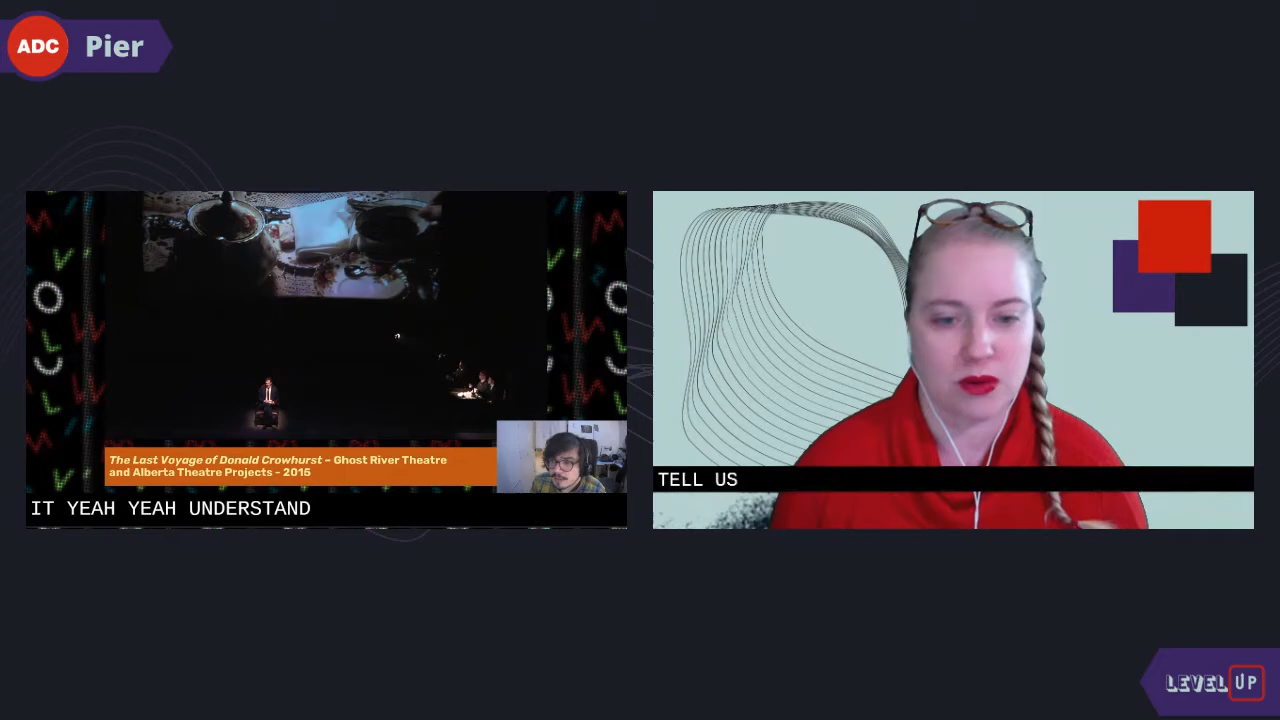 ADC Pier
The Last Voyage of Donald Crowhurst – Ghost River Theatre
and Alberta Theatre Projects - 2015
IT YEAH YEAH UNDERSTAND
TELL US
LEVEL UP